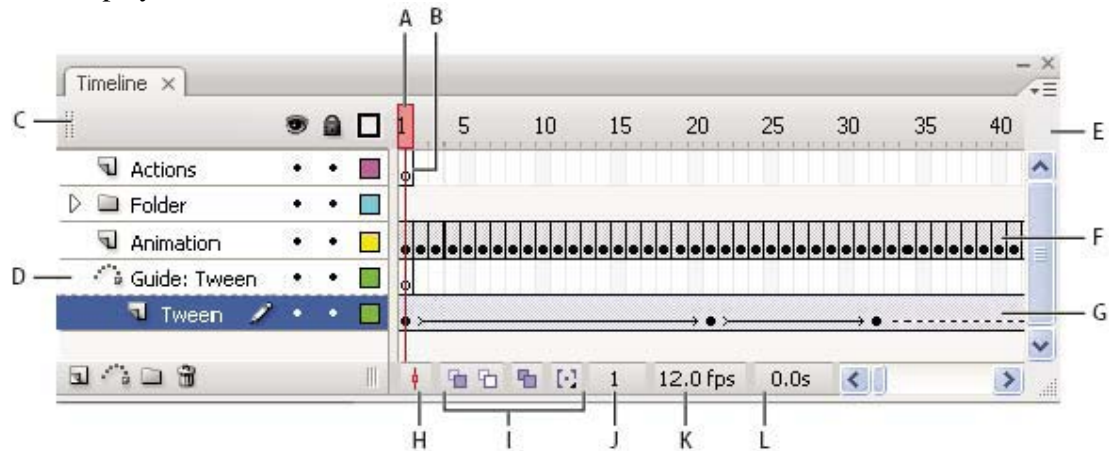 A B
Timeline ×
C
1 5 10 15 20 25 30 35 40
E
Actions
Folder
Animation
F
D
Guide: Tween
Tween
G
1 12.0 fps 0.0s
H I J K L